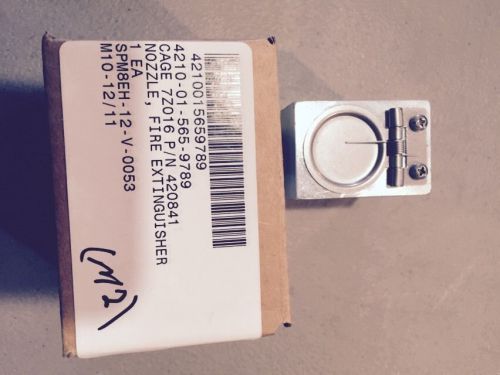 4210015659789
4210-01-565-9789
CAGE 7Z016 P/N 420841
NOZZLE, FIRE EXTINGUISHER
1 EA
SPM8EH-12-V-0053
M10-12/11
(M2)